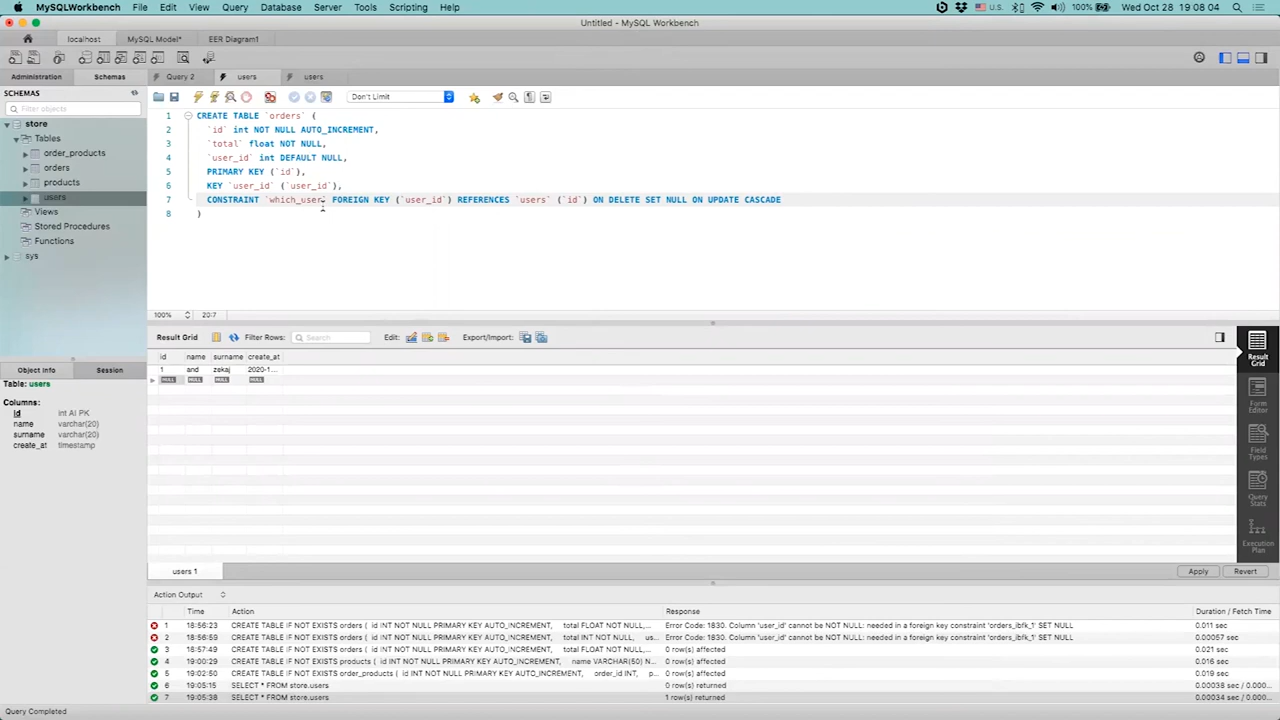 MySQLWorkbench File Edit View Query Database Server Tools Scripting Help U.S. 100% Wed Oct 28 19:08:04
Untitled - MySQL Workbench
localhost MySQL Model* EER Diagram1
Administration Schemas Query 2 users users
SCHEMAS
Filter objects
Don't Limit
store
Tables
order_products
orders
products
users
Views
Stored Procedures
Functions
sys
1 CREATE TABLE `orders` (
2 `id` int NOT NULL AUTO_INCREMENT,
3 `total` float NOT NULL,
4 `user_id` int DEFAULT NULL,
5 PRIMARY KEY (`id`),
6 KEY `user_id` (`user_id`),
7 CONSTRAINT `which_user` FOREIGN KEY (`user_id`) REFERENCES `users` (`id`) ON DELETE SET NULL ON UPDATE CASCADE
8 )
100% 20:7
Result Grid Filter Rows: Search Edit: Export/Import:
id name surname create_at
1 and zekaj 2020-1...
NULL NULL NULL NULL
Result Grid
Form Editor
Field Types
Query Stats
Execution Plan
Object Info Session
Table: users
Columns:
id int AI PK
name varchar(20)
surname varchar(20)
create_at timestamp
users 1 Apply Revert
Action Output
Time Action Response Duration / Fetch Time
1 18:56:23 CREATE TABLE IF NOT EXISTS orders ( id INT NOT NULL PRIMARY KEY AUTO_INCREMENT, total FLOAT NOT NULL,... Error Code: 1830. Column 'user_id' cannot be NOT NULL: needed in a foreign key constraint 'orders_ibfk_1' SET NULL 0.011 sec
2 18:56:59 CREATE TABLE IF NOT EXISTS orders ( id INT NOT NULL PRIMARY KEY AUTO_INCREMENT, total INT NOT NULL, us... Error Code: 1830. Column 'user_id' cannot be NOT NULL: needed in a foreign key constraint 'orders_ibfk_1' SET NULL 0.00057 sec
3 18:57:49 CREATE TABLE IF NOT EXISTS orders ( id INT NOT NULL PRIMARY KEY AUTO_INCREMENT, total FLOAT NOT NULL,... 0 row(s) affected 0.021 sec
4 19:00:29 CREATE TABLE IF NOT EXISTS products ( id INT NOT NULL PRIMARY KEY AUTO_INCREMENT, name VARCHAR(50) N... 0 row(s) affected 0.016 sec
5 19:02:50 CREATE TABLE IF NOT EXISTS order_products ( id INT NOT NULL PRIMARY KEY AUTO_INCREMENT, order_id INT, p... 0 row(s) affected 0.019 sec
6 19:05:15 SELECT * FROM store.users 0 row(s) returned 0.00038 sec / 0.000...
7 19:05:38 SELECT * FROM store.users 1 row(s) returned 0.00034 sec / 0.000...
Query Completed